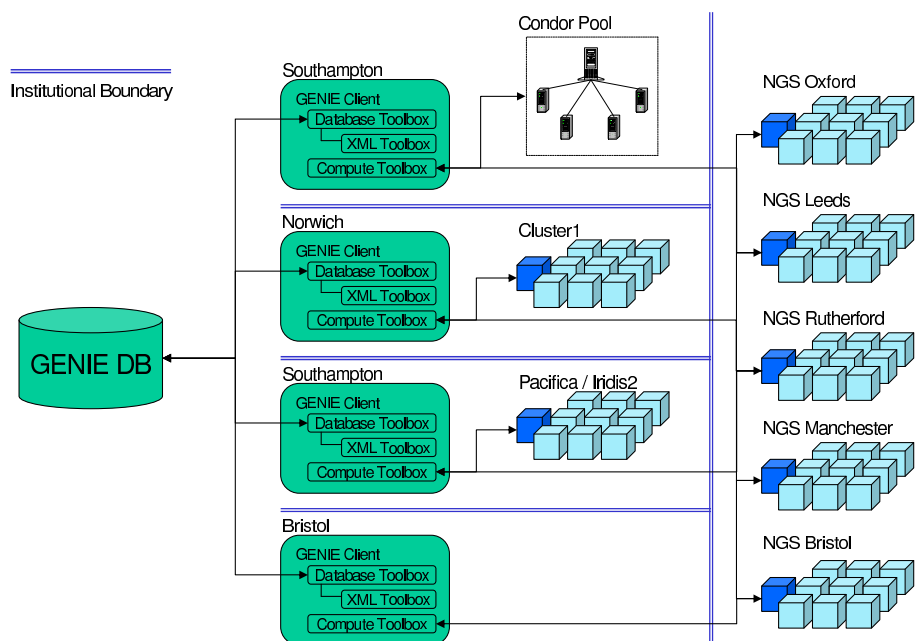 Institutional Boundary
GENIE DB
Southampton
GENIE Client
Database Toolbox
XML Toolbox
Compute Toolbox
Condor Pool
Norwich
GENIE Client
Database Toolbox
XML Toolbox
Compute Toolbox
Cluster1
Southampton
GENIE Client
Database Toolbox
XML Toolbox
Compute Toolbox
Pacifica / Iridis2
Bristol
GENIE Client
Database Toolbox
XML Toolbox
Compute Toolbox
NGS Oxford
NGS Leeds
NGS Rutherford
NGS Manchester
NGS Bristol